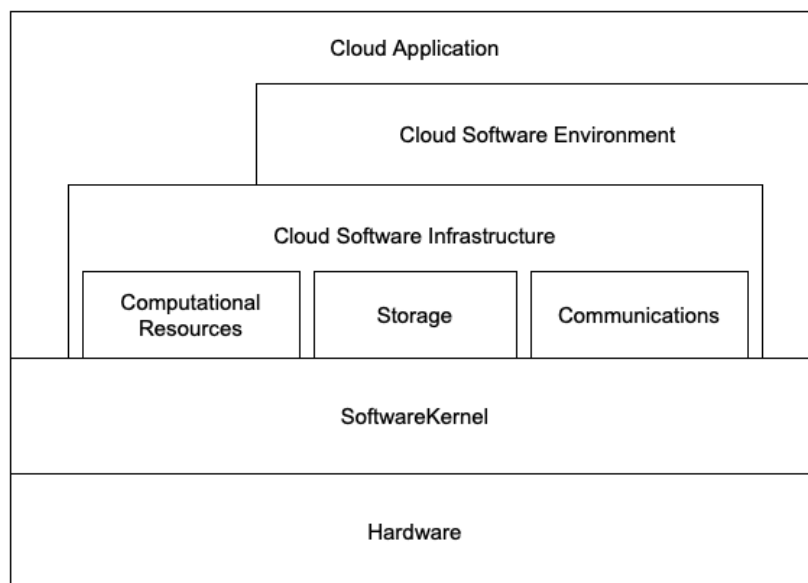 Cloud Application
Cloud Software Environment
Cloud Software Infrastructure
Computational
Resources
Storage
Communications
SoftwareKernel
Hardware